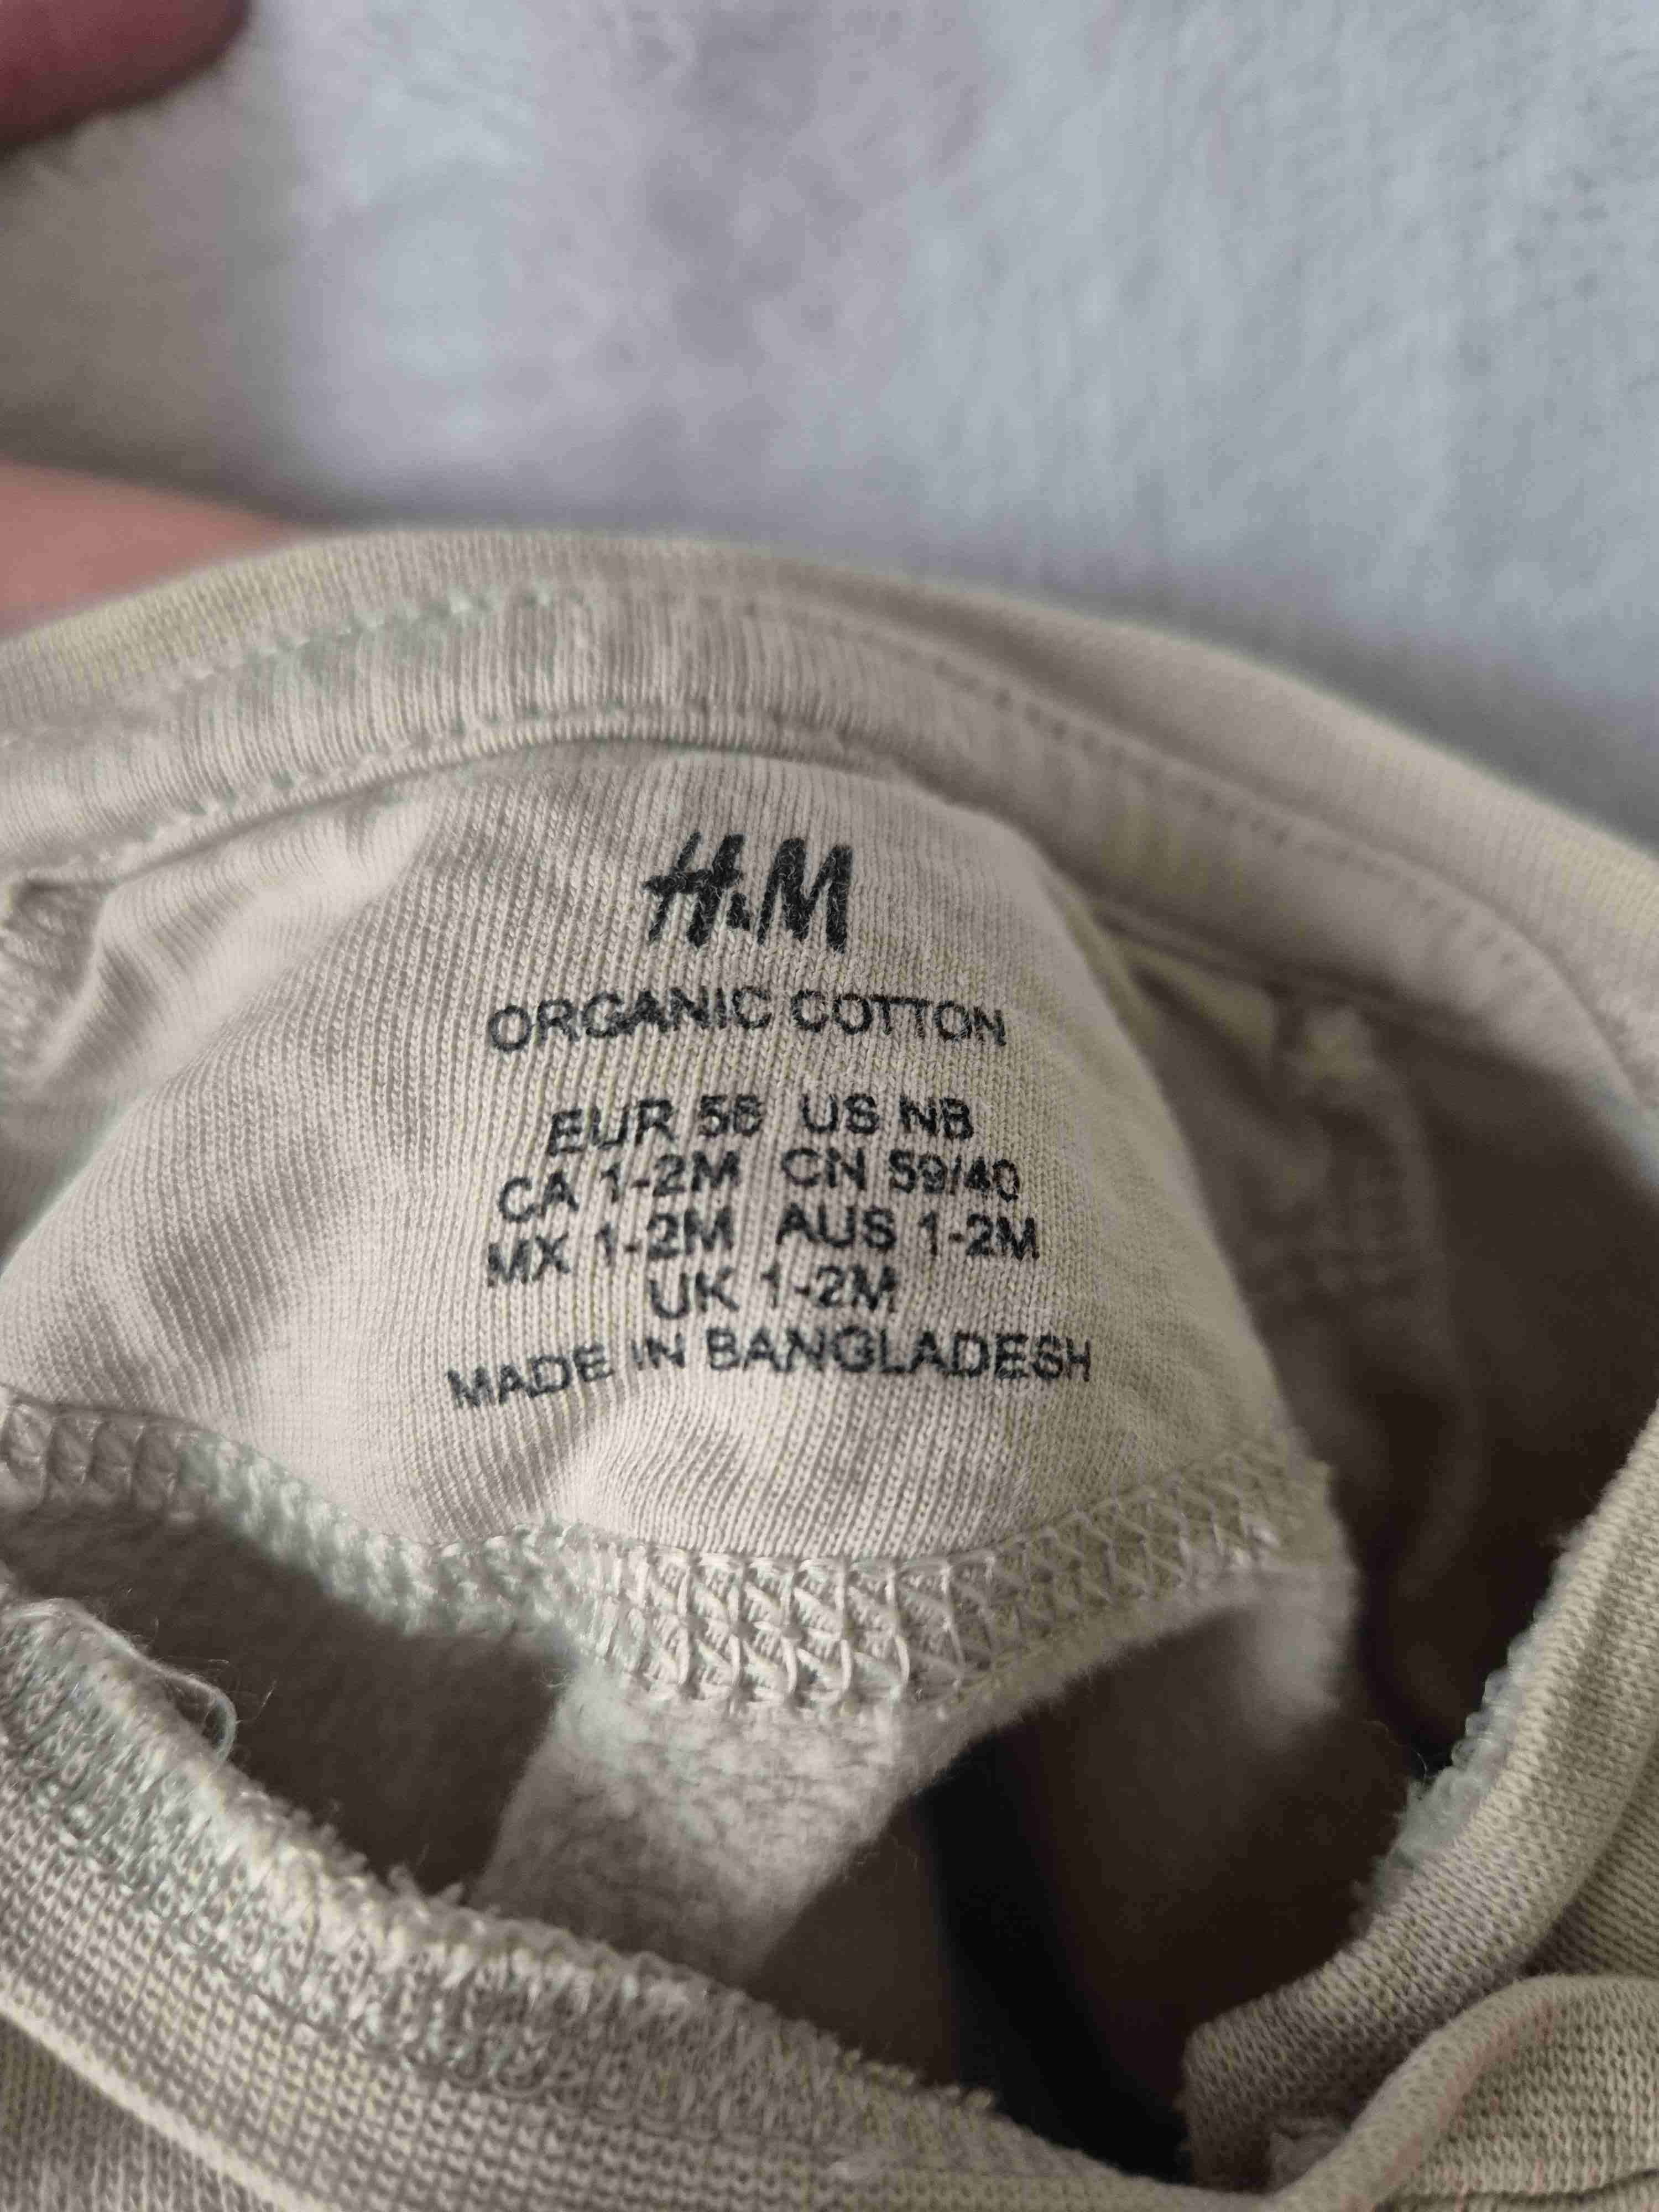 H&M
ORGANIC COTTON
EUR 56 US NB
CA 1-2M CN 59/40
MX 1-2M AUS 1-2M
UK 1-2M
MADE IN BANGLADESH